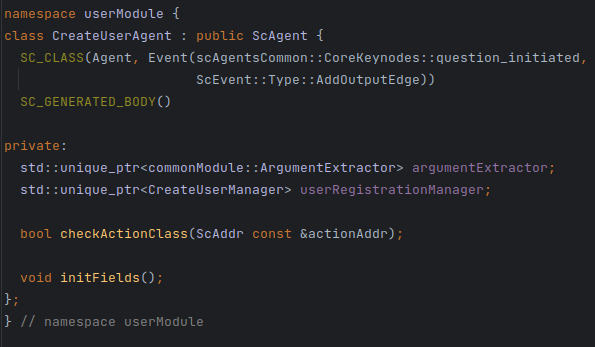 namespace userModule {
class CreateUserAgent : public ScAgent {
  SC_CLASS(Agent, Event(scAgentsCommon::CoreKeynodes::question_initiated,
                        ScEvent::Type::AddOutputEdge))
  SC_GENERATED_BODY()

private:
  std::unique_ptr<commonModule::ArgumentExtractor> argumentExtractor;
  std::unique_ptr<CreateUserManager> userRegistrationManager;

  bool checkActionClass(ScAddr const &actionAddr);

  void initFields();
};
} // namespace userModule